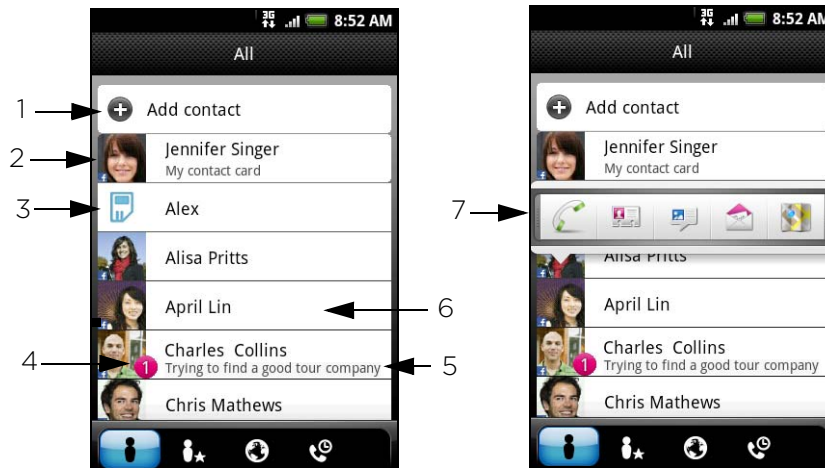 3G 8:52 AM
All
1
Add contact
2
Jennifer Singer
My contact card
3
Alex
Alisa Pritts
April Lin
6
4
1
Charles Collins
Trying to find a good tour company
5
Chris Mathews
3G 8:52 AM
All
Add contact
Jennifer Singer
My contact card
7
Alisa Pritts
April Lin
1
Charles Collins
Trying to find a good tour company
Chris Mathews